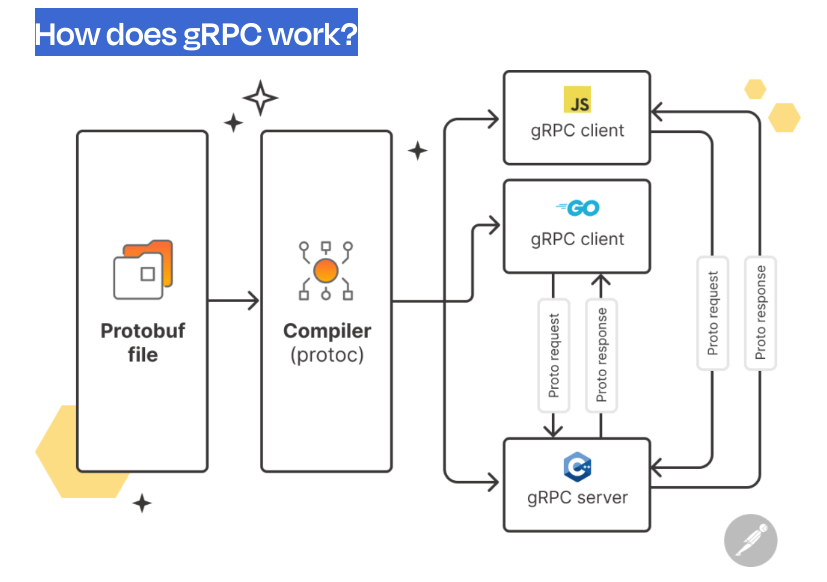 How does gRPC work?
Protobuf
file
Compiler
(protoc)
JS
gRPC client
GO
gRPC client
Proto request
Proto response
Proto request
Proto response
C++
gRPC server